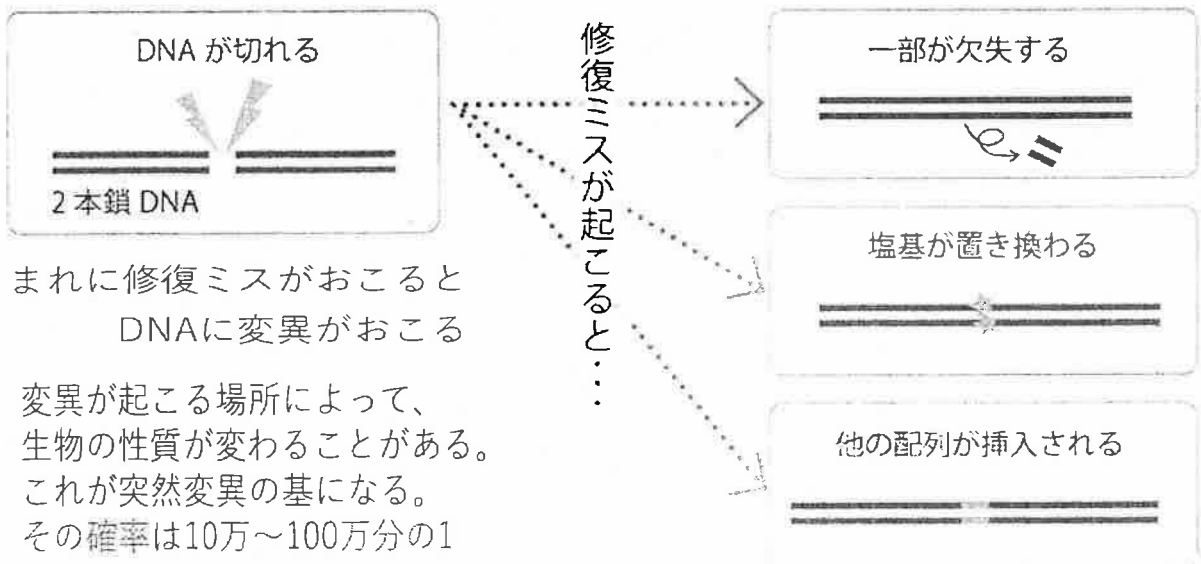 DNA が切れる
2 本鎖 DNA
まれに修復ミスがおこると
DNAに変異がおこる
変異が起こる場所によって、
生物の性質が変わることがある。
これが突然変異の基になる。
その確率は10万～100万分の1
修復ミスが起こると・・・
一部が欠失する
塩基が置き換わる
他の配列が挿入される